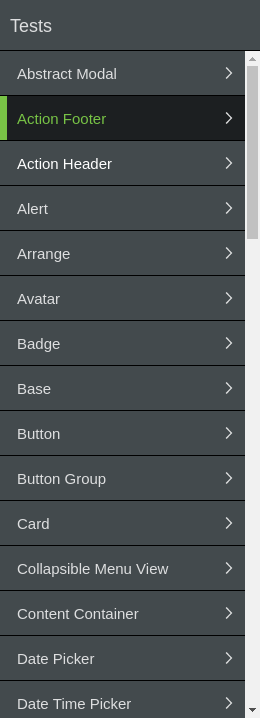 Tests
Abstract Modal
Action Footer
Action Header
Alert
Arrange
Avatar
Badge
Base
Button
Button Group
Card
Collapsible Menu View
Content Container
Date Picker
Date Time Picker